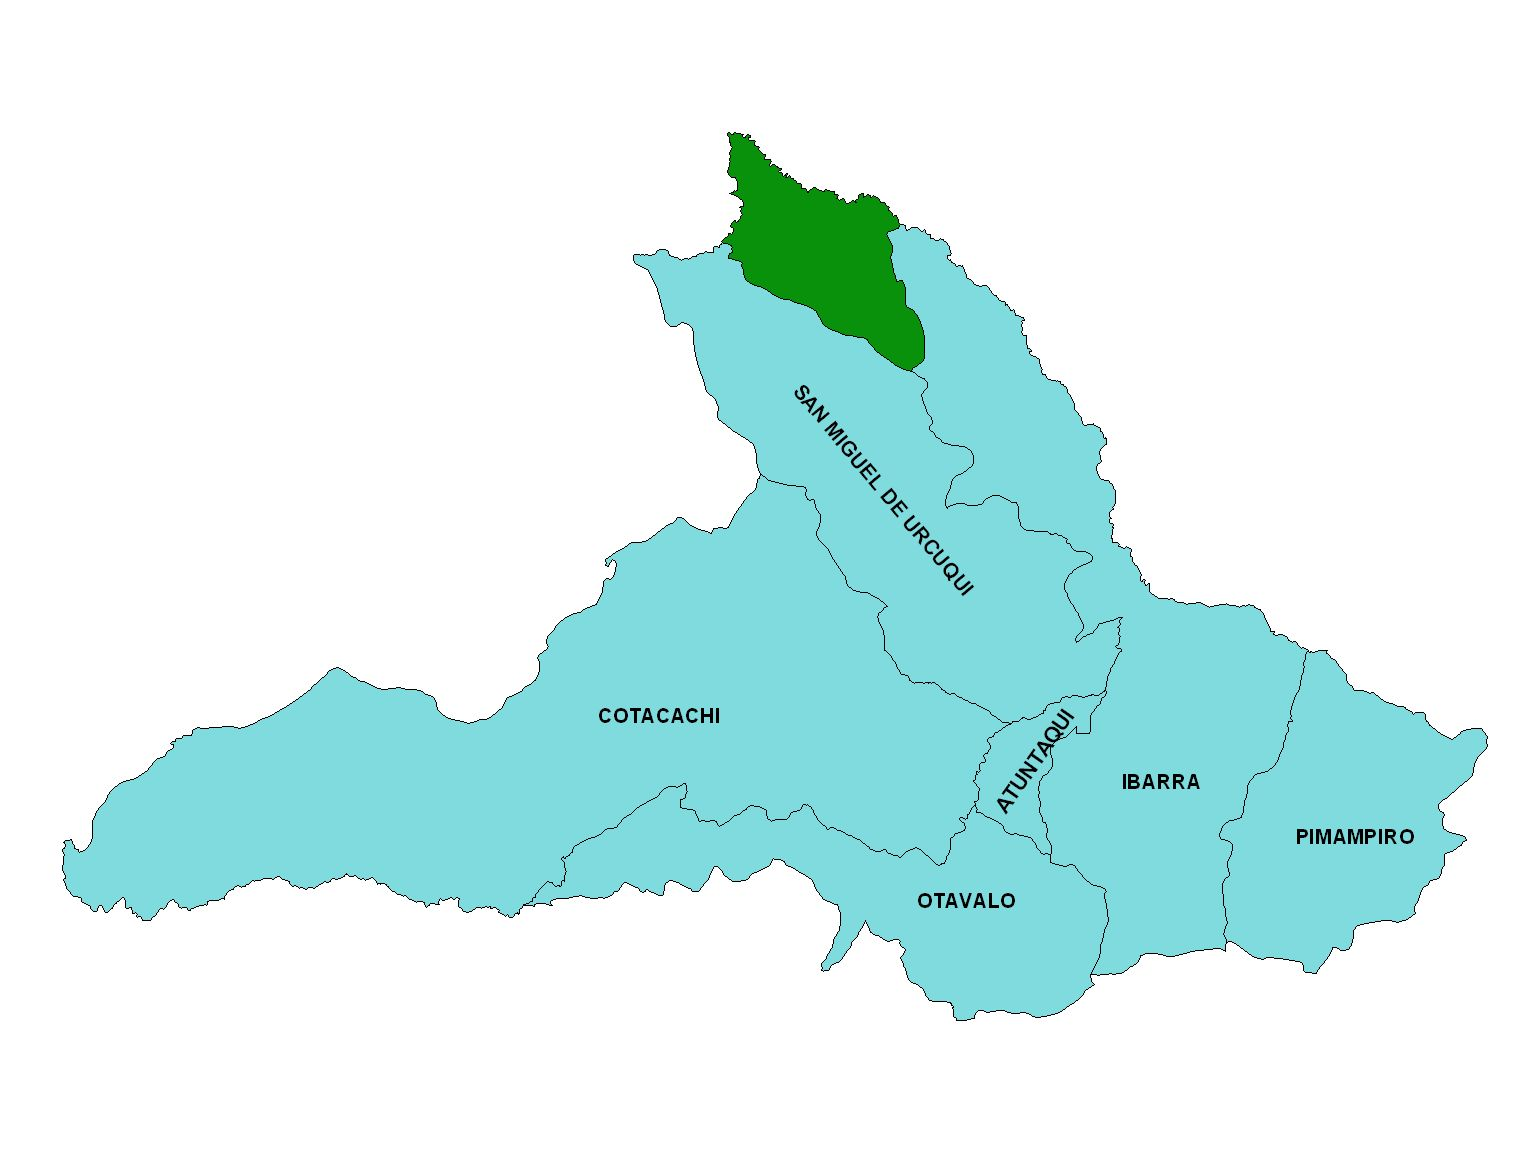 SAN MIGUEL DE URCUQUI
COTACACHI
ATUNTAQUI
IBARRA
PIMAMPIRO
OTAVALO